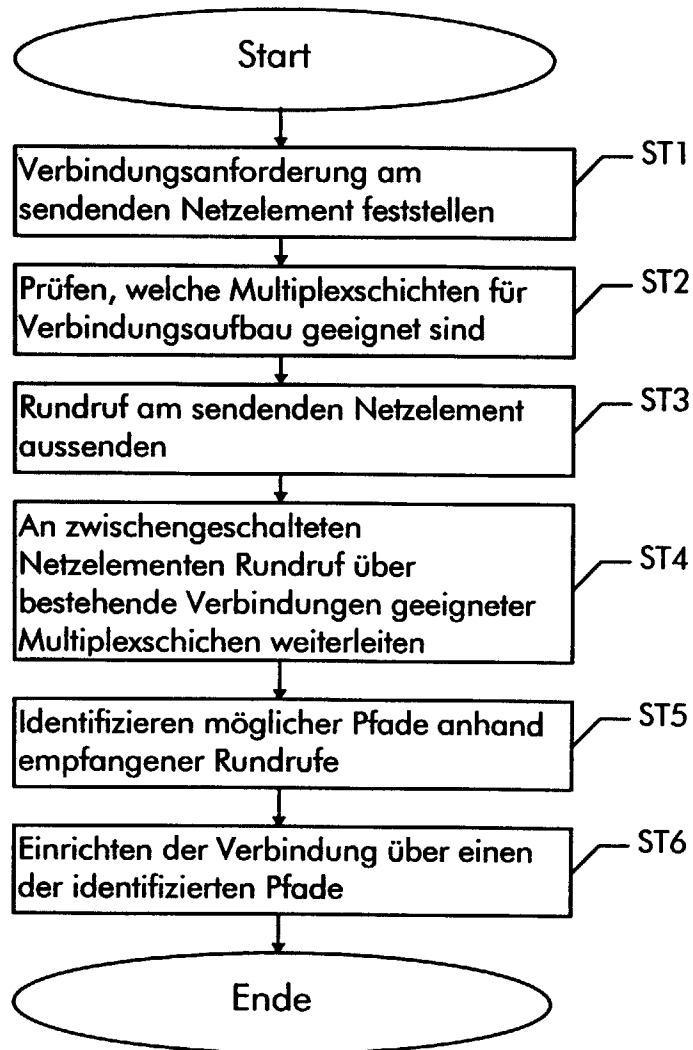 Start
Verbindungsanforderung am
sendenden Netzelement feststellen
ST1
Prüfen, welche Multiplexschichten für
Verbindungsaufbau geeignet sind
ST2
Rundruf am sendenden Netzelement
aussenden
ST3
An zwischengeschalteten
Netzelementen Rundruf über
bestehende Verbindungen geeigneter
Multiplexschichen weiterleiten
ST4
Identifizieren möglicher Pfade anhand
empfangener Rundrufe
ST5
Einrichten der Verbindung über einen
der identifizierten Pfade
ST6
Ende